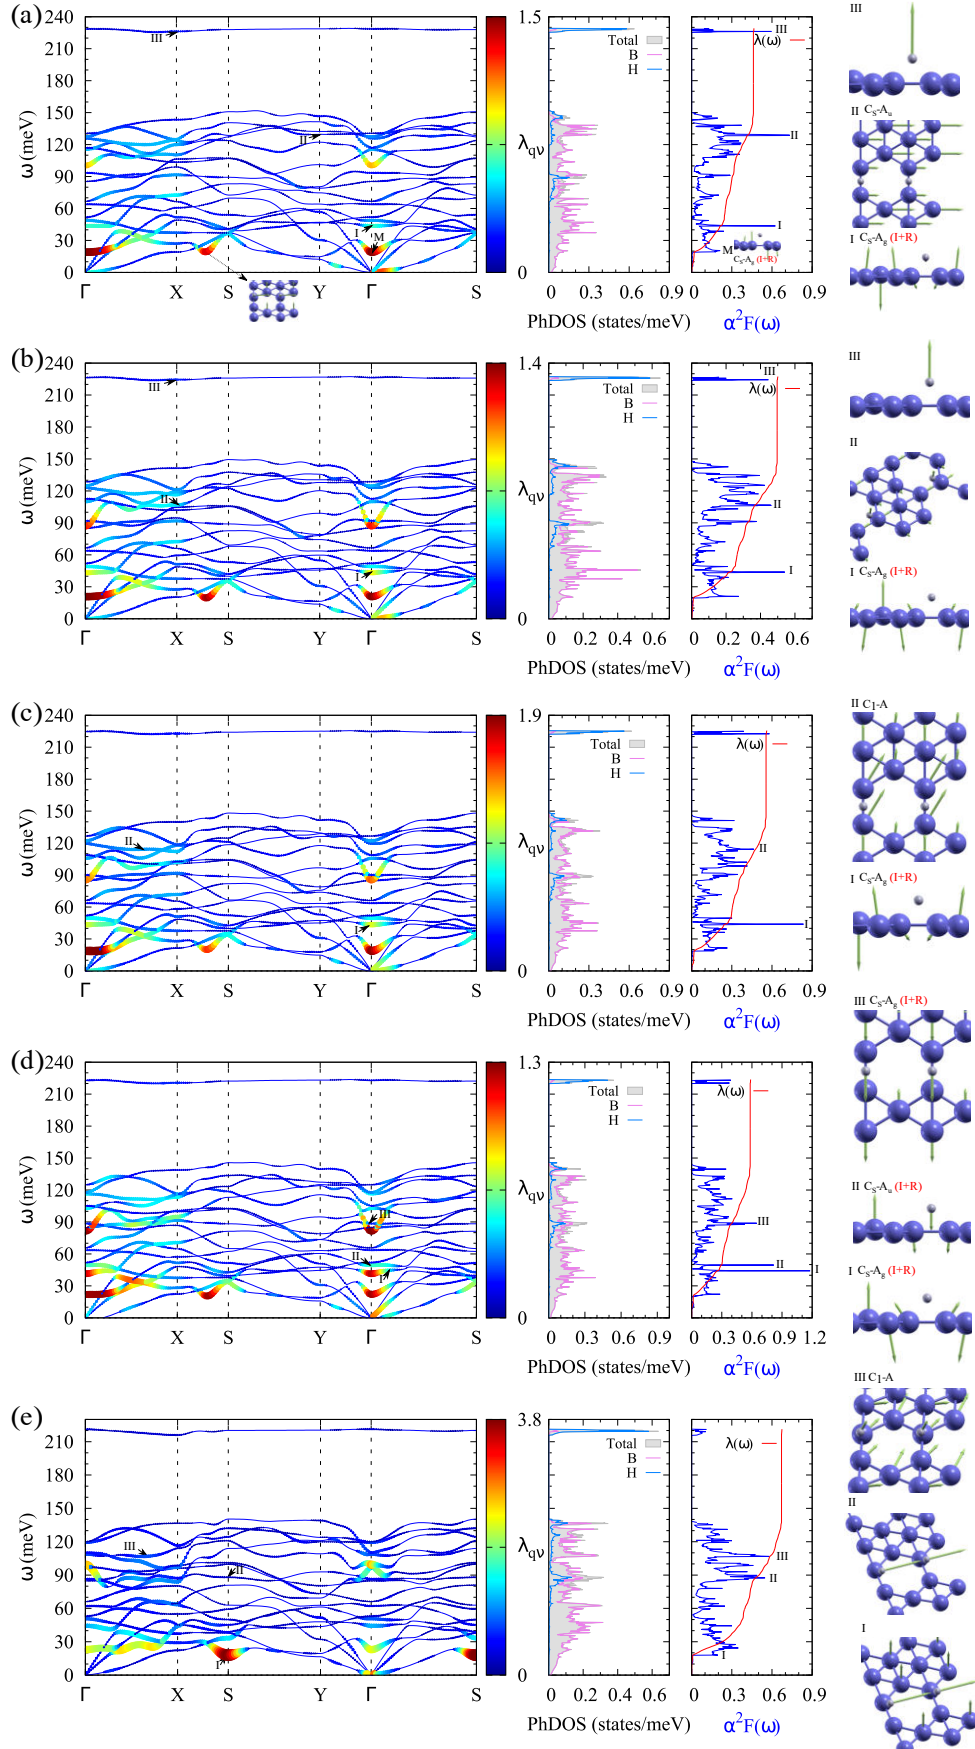 (a)
240
210
180
150
120
90
60
30
0
ω (meV)
III
II
I
M
Γ X S Y Γ S
1.5
λqν
0
Total
B
H
0 0.3 0.6 0.9
PhDOS (states/meV)
III
λ(ω)
II
I
M
CS-Ag (I+R)
0 0.3 0.6 0.9
α²F(ω)
III
II CS-Au
I CS-Ag (I+R)
(b)
240
210
180
150
120
90
60
30
0
ω (meV)
III
II
I
Γ X S Y Γ S
1.4
λqν
0
Total
B
H
0 0.3 0.6 0.9
PhDOS (states/meV)
III
λ(ω)
II
I
0 0.2 0.4 0.6
α²F(ω)
III
II
I CS-Ag (I+R)
(c)
240
210
180
150
120
90
60
30
0
ω (meV)
II
I
Γ X S Y Γ S
1.9
λqν
0
Total
B
H
0 0.3 0.6 0.9
PhDOS (states/meV)
λ(ω)
II
I
0 0.3 0.6 0.9
α²F(ω)
II C1-A
I CS-Ag (I+R)
(d)
240
210
180
150
120
90
60
30
0
ω (meV)
III
II
I
Γ X S Y Γ S
1.3
λqν
0
Total
B
H
0 0.3 0.6 0.9
PhDOS (states/meV)
λ(ω)
III
II
I
0 0.3 0.6 0.9 1.2
α²F(ω)
III CS-Ag (I+R)
II CS-Au (I+R)
I CS-Ag (I+R)
(e)
210
180
150
120
90
60
30
0
ω (meV)
III
II
I
Γ X S Y Γ S
3.8
λqν
0
Total
B
H
0 0.2 0.4 0.6
PhDOS (states/meV)
λ(ω)
III
II
I
0 0.3 0.6 0.9
α²F(ω)
III C1-A
II
I